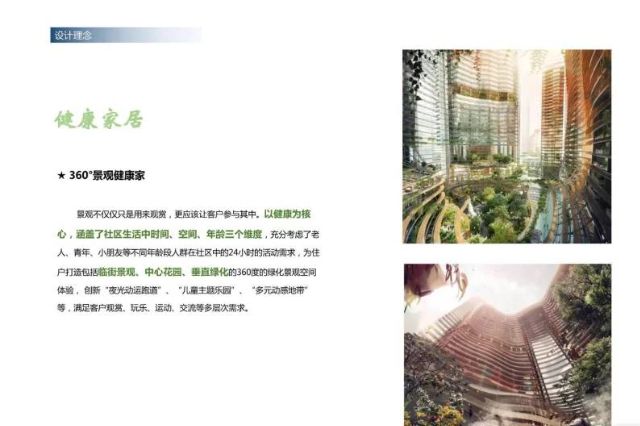 设计理念
健康家居
★ 360°景观健康家
景观不仅仅只是用来观赏，更应该让客户参与其中。以健康为核
心，涵盖了社区生活中时间、空间、年龄三个维度，充分考虑了老
人、青年、小朋友等不同年龄段人群在社区中的24小时的活动需求，为住
户打造包括临街景观、中心花园、垂直绿化的360度的绿化景观空间
体验，创新“夜光动运跑道”、“儿童主题乐园”、“多元动感地带”
等，满足客户观赏、玩乐、运动、交流等多层次需求。